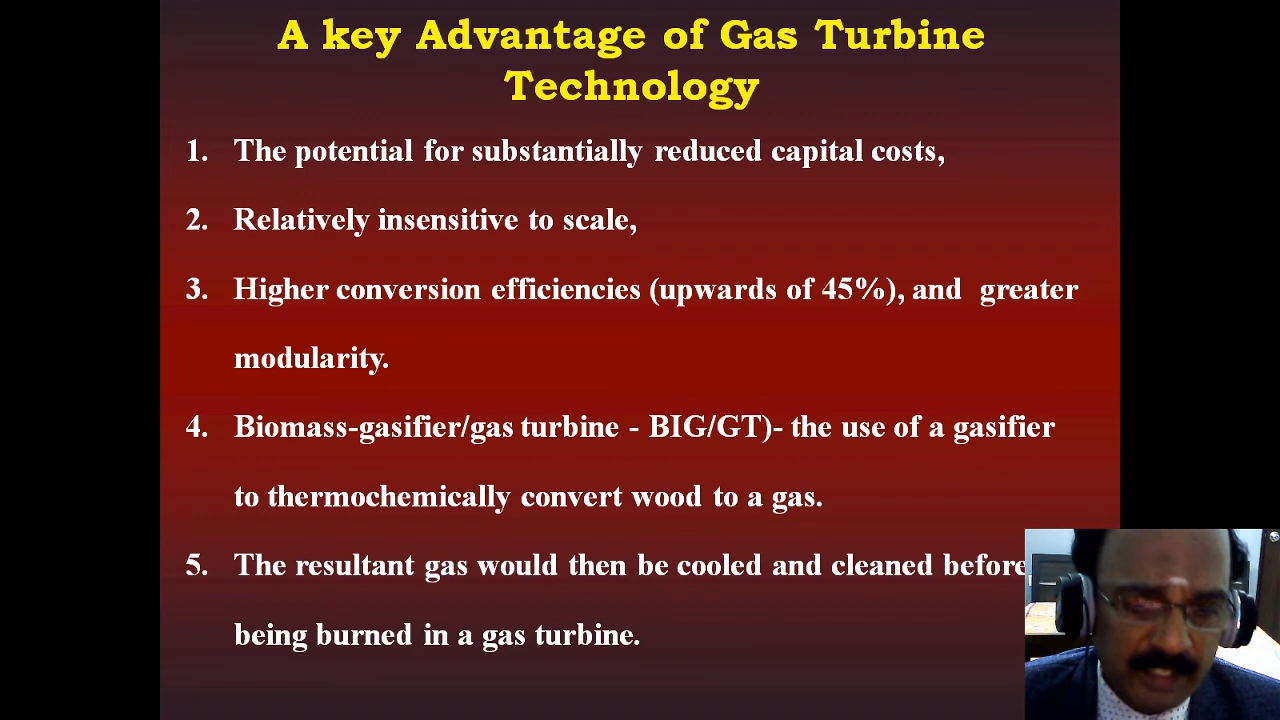 A key Advantage of Gas Turbine
Technology
1. The potential for substantially reduced capital costs,
2. Relatively insensitive to scale,
3. Higher conversion efficiencies (upwards of 45%), and greater
modularity.
4. Biomass-gasifier/gas turbine - BIG/GT)- the use of a gasifier
to thermochemically convert wood to a gas.
5. The resultant gas would then be cooled and cleaned before
being burned in a gas turbine.